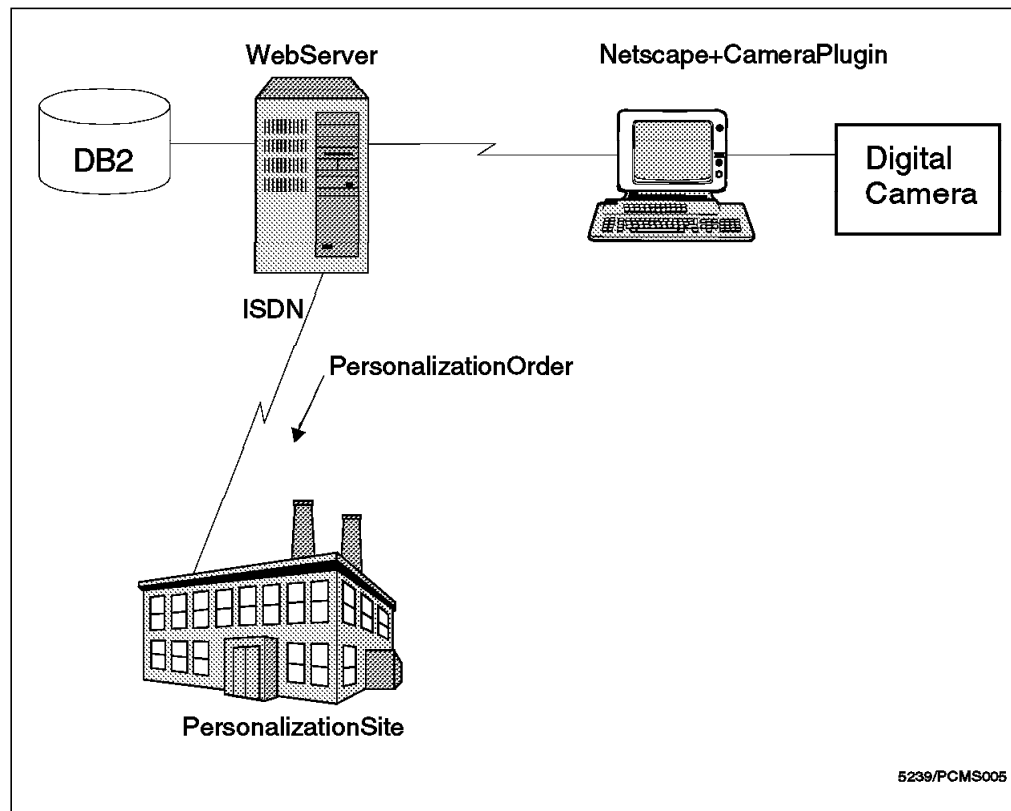 WebServer
Netscape+CameraPlugin
DB2
Digital
Camera
ISDN
PersonalizationOrder
PersonalizationSite
5239/PCMS005